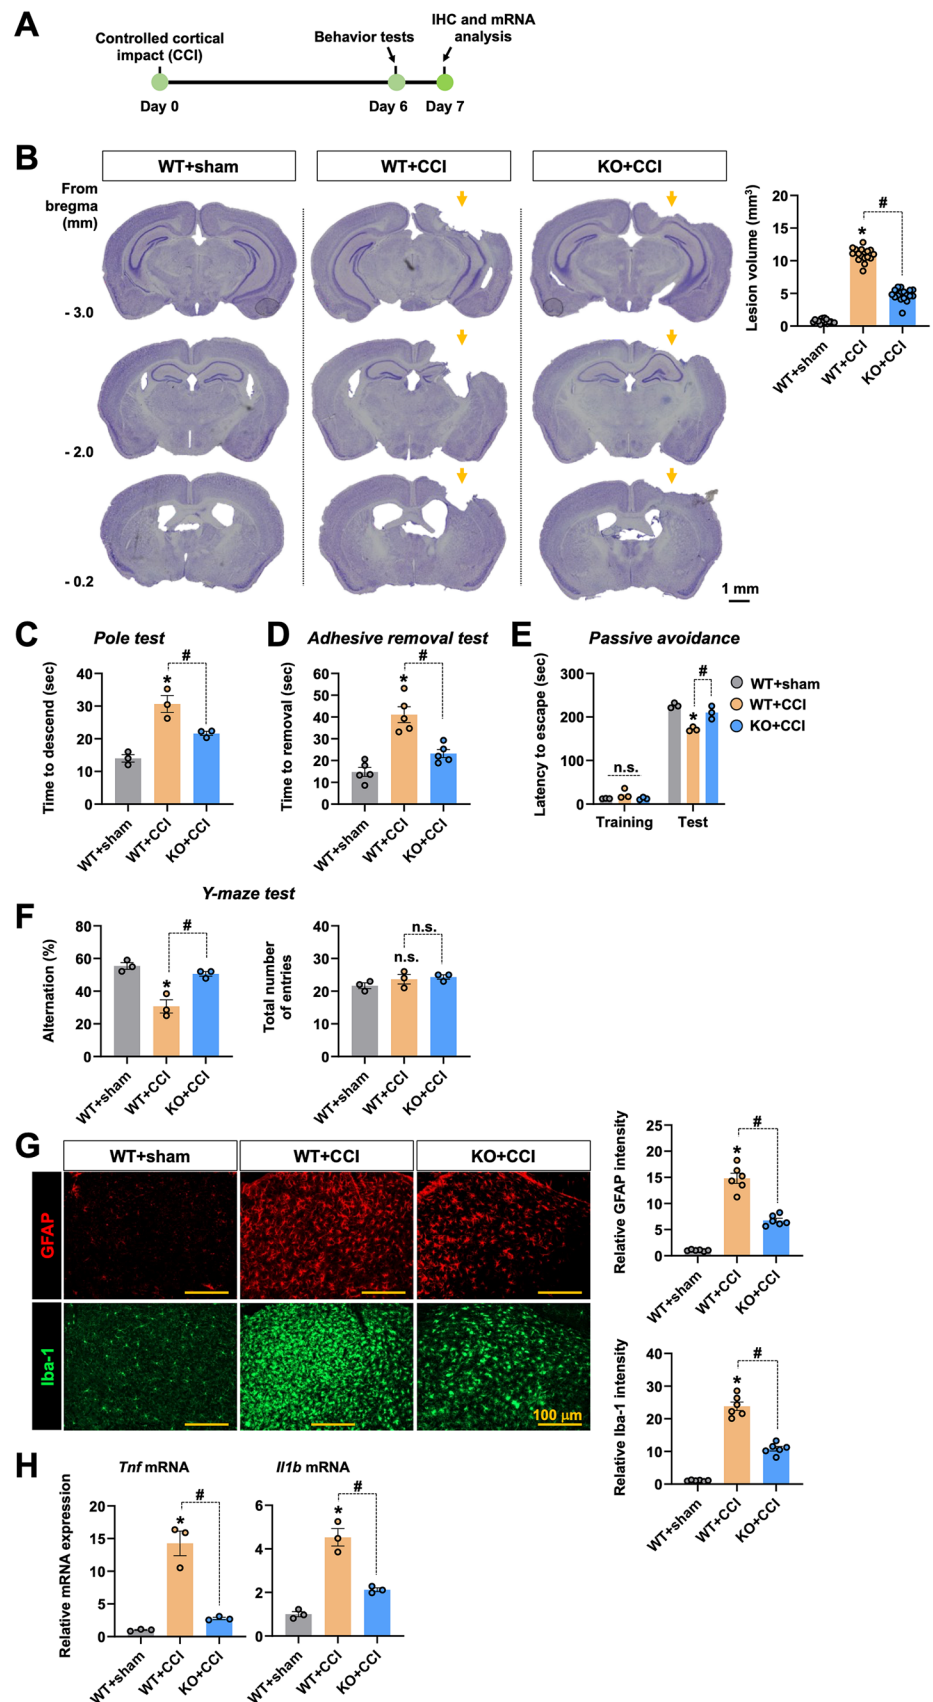 A
Controlled cortical
impact (CCI)
Behavior tests
IHC and mRNA
analysis
Day 0
Day 6
Day 7
B
WT+sham
WT+CCI
KO+CCI
From
bregma
(mm)
- 3.0
- 2.0
- 0.2
1 mm
Lesion volume (mm³)
20
15
10
5
0
*
#
WT+sham
WT+CCI
KO+CCI
C
Pole test
Time to descend (sec)
40
30
20
10
0
*
#
WT+sham
WT+CCI
KO+CCI
D
Adhesive removal test
Time to removal (sec)
60
50
40
30
20
10
0
*
#
WT+sham
WT+CCI
KO+CCI
E
Passive avoidance
Latency to escape (sec)
300
200
100
0
n.s.
*
#
Training
Test
WT+sham
WT+CCI
KO+CCI
F
Y-maze test
Alternation (%)
80
60
40
20
0
*
#
WT+sham
WT+CCI
KO+CCI
Total number
of entries
40
30
20
10
0
n.s.
n.s.
WT+sham
WT+CCI
KO+CCI
G
WT+sham
WT+CCI
KO+CCI
GFAP
Iba-1
100 µm
Relative GFAP intensity
25
20
15
10
5
0
*
#
WT+sham
WT+CCI
KO+CCI
Relative Iba-1 intensity
40
30
20
10
0
*
#
WT+sham
WT+CCI
KO+CCI
H
Tnf mRNA
Relative mRNA expression
20
15
10
5
0
*
#
WT+sham
WT+CCI
KO+CCI
Il1b mRNA
6
4
2
0
*
#
WT+sham
WT+CCI
KO+CCI